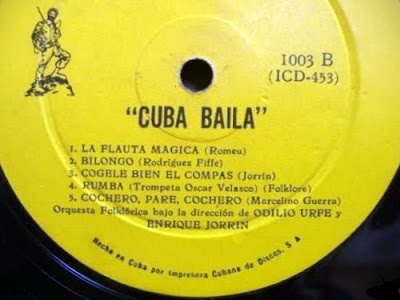 1003 B
(ICD-453)
"CUBA BAILA"
1. LA FLAUTA MAGICA (Romeu)
2. BILONGO (Rodríguez Fiffe)
3. COGELE BIEN EL COMPAS (Jorrín)
4. RUMBA (Trompeta Oscar Velasco) (Folklore)
5. COCHERO, PARE, COCHERO (Marcelino Guerra)
Orquesta Folklórica bajo la dirección de ODILIO URFE y
ENRIQUE JORRIN
Hecho en Cuba por Impresora Cubana de Discos, S A